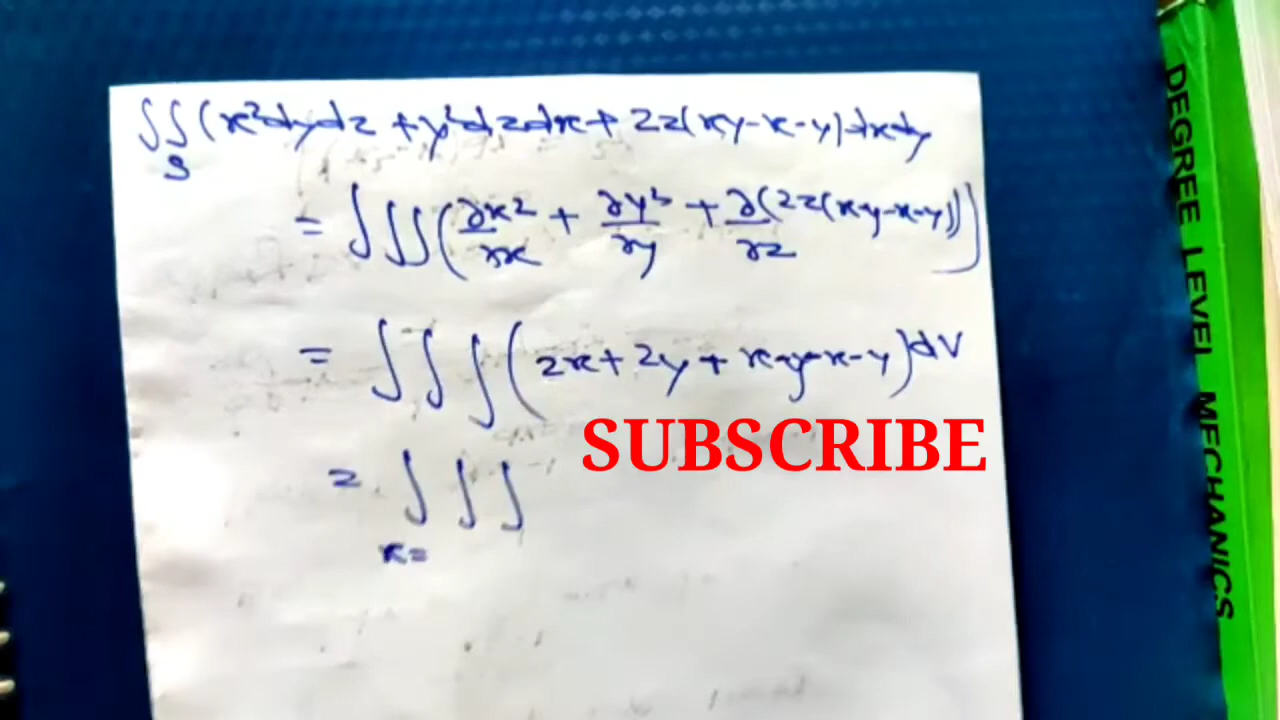 ∫∫_S (x²dydz + y²dzdx + 2z(xy-x-y)dxdy
= ∫∫∫ (∂x²/∂x + ∂y²/∂y + ∂(2z(xy-x-y))/∂z)
= ∫∫∫ (2x + 2y + xy-x-y) dV
SUBSCRIBE
= ∫∫∫
x=
DEGREE LEVEL MECHANICS